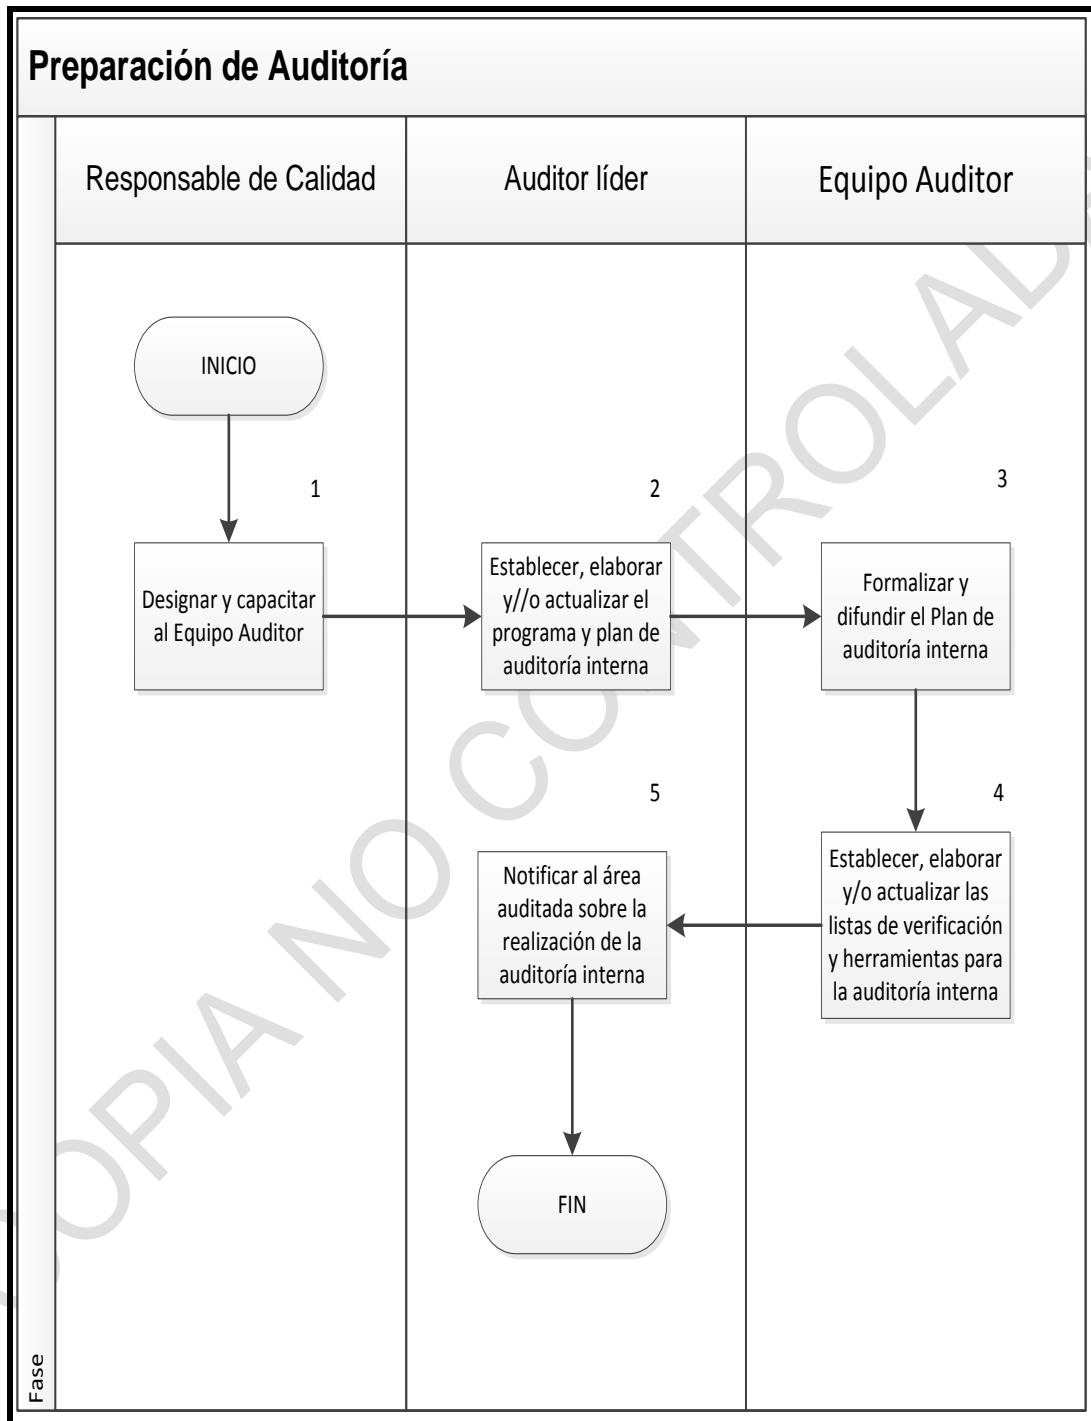 Preparación de Auditoría
Responsable de Calidad
Auditor líder
Equipo Auditor
INICIO
1
Designar y capacitar
al Equipo Auditor
2
Establecer, elaborar
y//o actualizar el
programa y plan de
auditoría interna
3
Formalizar y
difundir el Plan de
auditoría interna
4
Establecer, elaborar
y/o actualizar las
listas de verificación
y herramientas para
la auditoría interna
5
Notificar al área
auditada sobre la
realización de la
auditoría interna
FIN
Fase
COPIA NO CONTROLAD